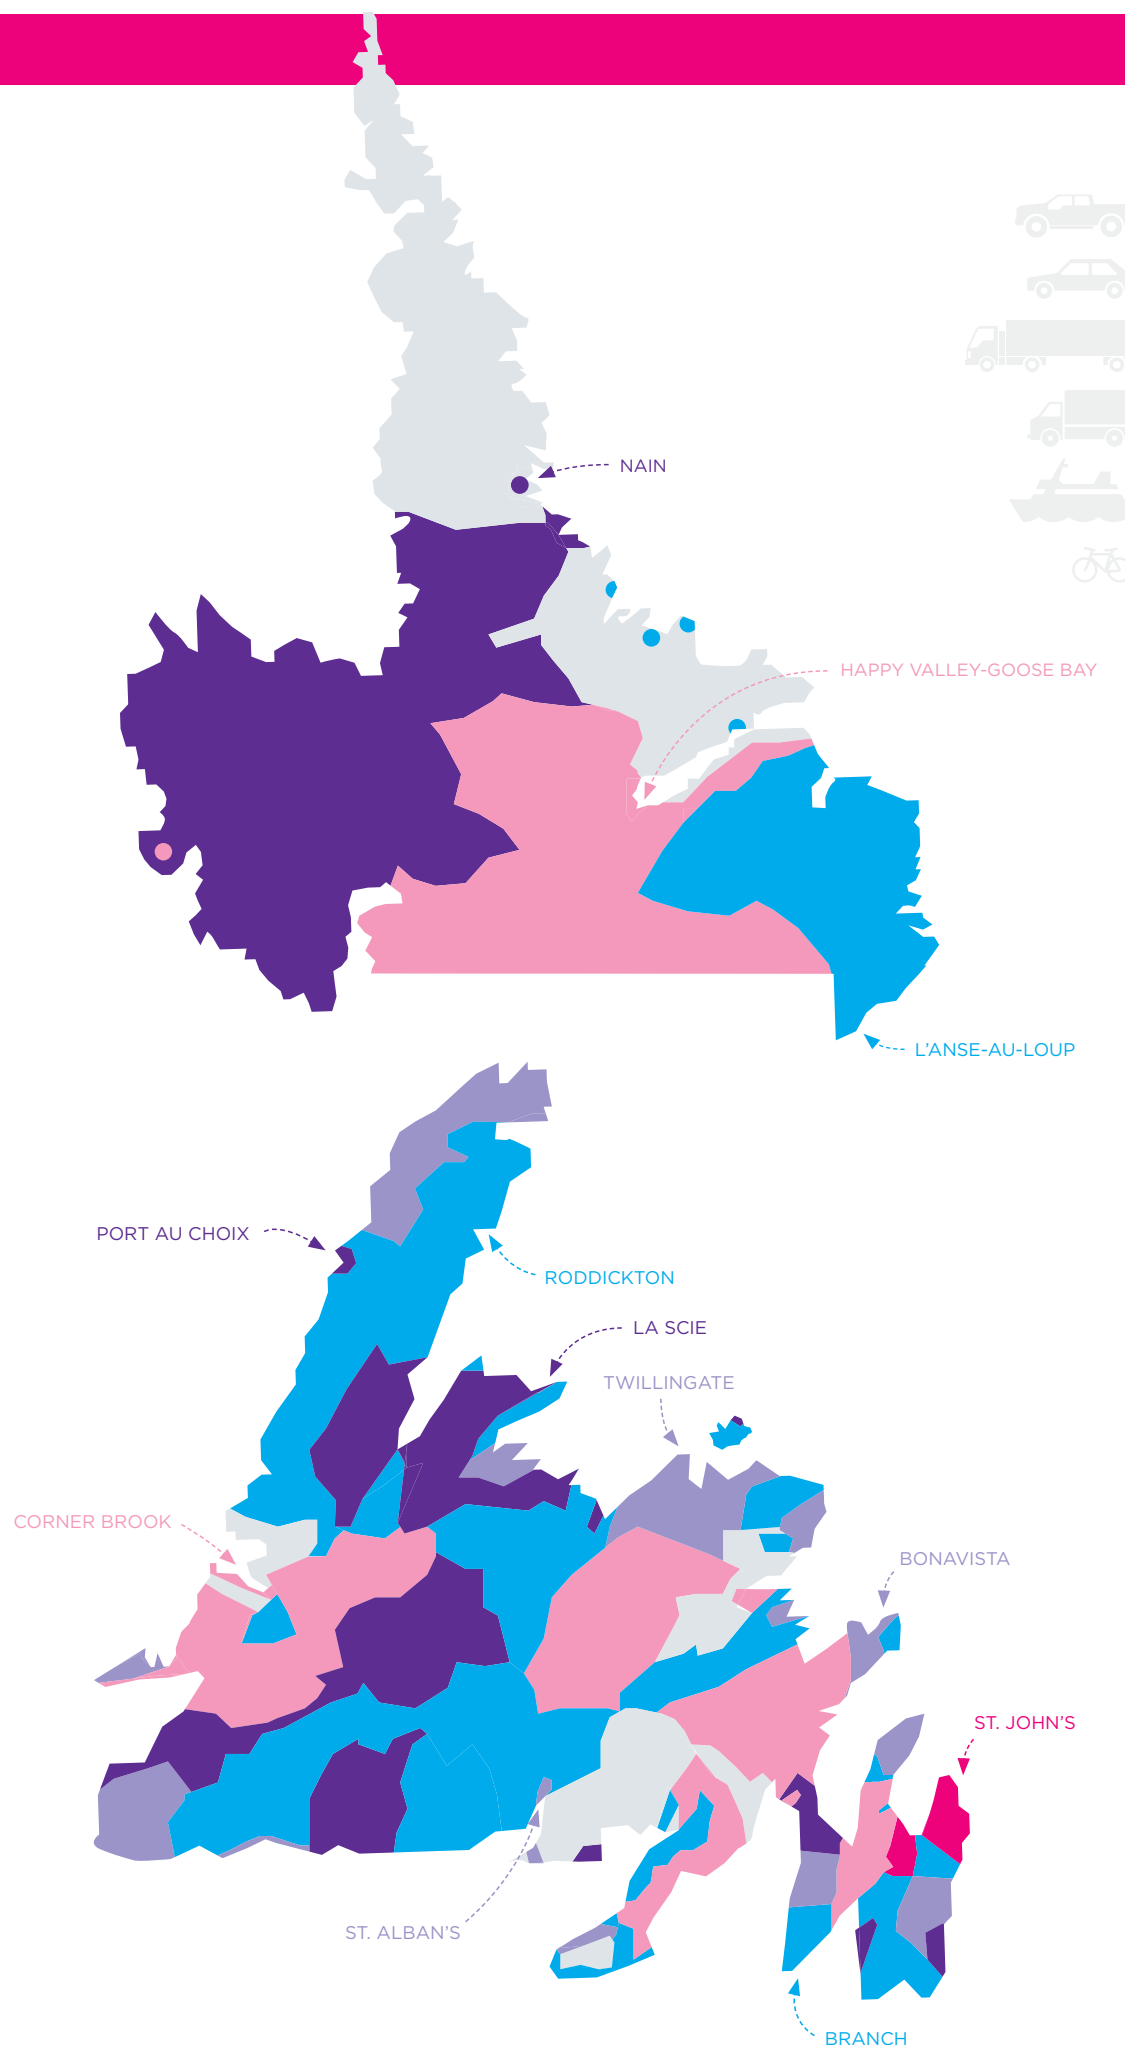 NAIN
HAPPY VALLEY-GOOSE BAY
L'ANSE-AU-LOUP
PORT AU CHOIX
RODDICKTON
LA SCIE
TWILLINGATE
CORNER BROOK
BONAVISTA
ST. JOHN'S
ST. ALBAN'S
BRANCH